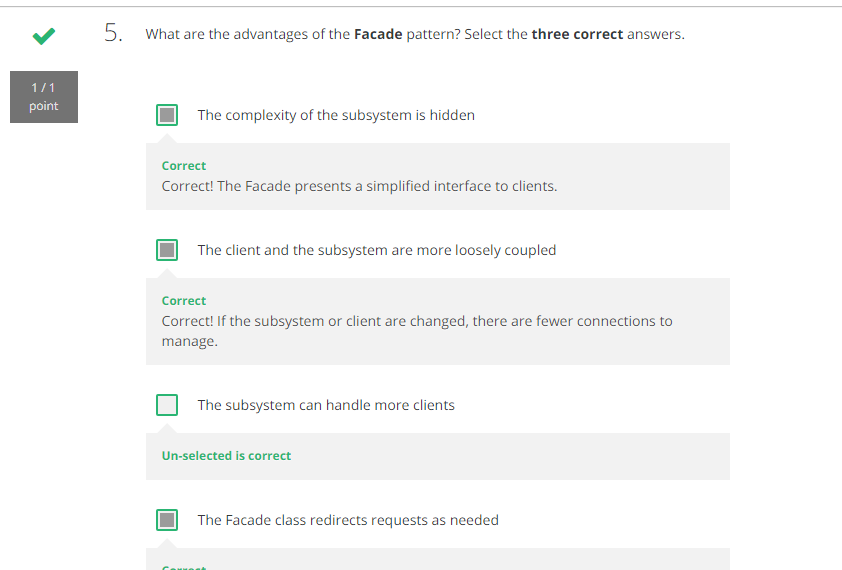 5. What are the advantages of the Facade pattern? Select the three correct answers.
1 / 1
point
The complexity of the subsystem is hidden
Correct
Correct! The Facade presents a simplified interface to clients.
The client and the subsystem are more loosely coupled
Correct
Correct! If the subsystem or client are changed, there are fewer connections to
manage.
The subsystem can handle more clients
Un-selected is correct
The Facade class redirects requests as needed
Correct